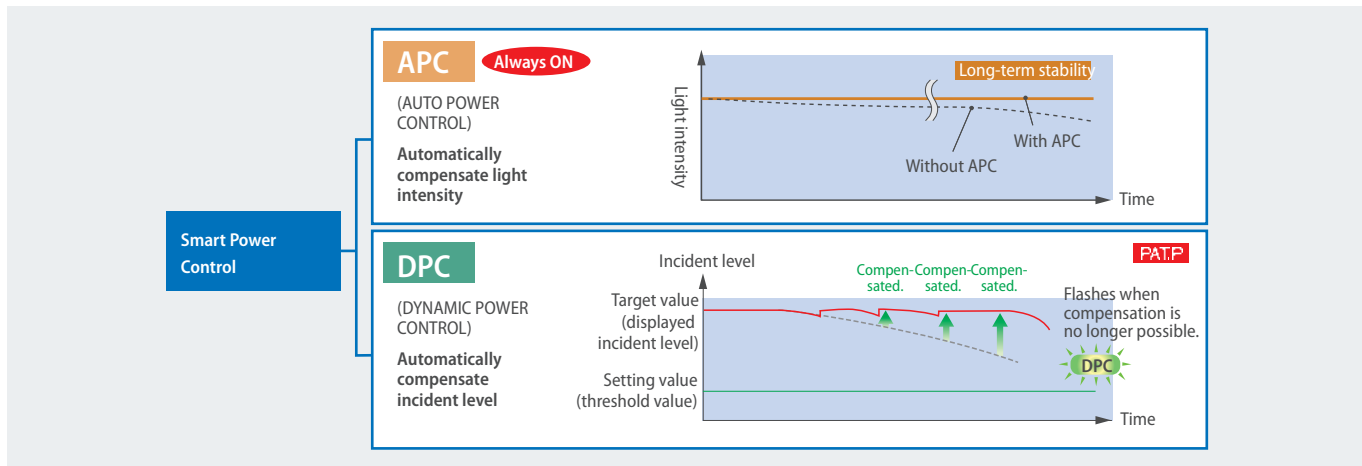 Smart Power
Control
APC
Always ON
(AUTO POWER
CONTROL)
Automatically
compensate light
intensity
Light intensity
Long-term stability
With APC
Without APC
Time
DPC
(DYNAMIC POWER
CONTROL)
Automatically
compensate
incident level
PAT.P
Incident level
Target value
(displayed
incident level)
Setting value
(threshold value)
Compen-
sated.
Compen-
sated.
Compen-
sated.
Flashes when
compensation is
no longer possible.
DPC
Time